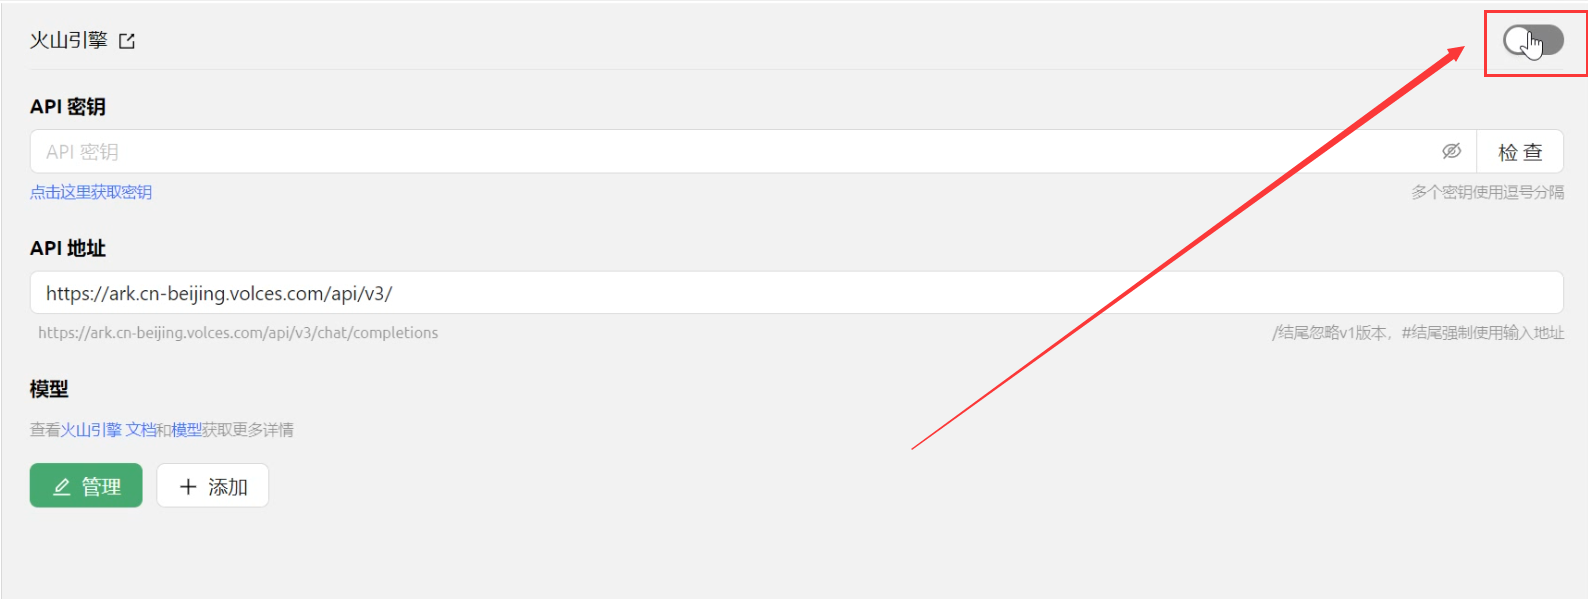 火山引擎
API 密钥
API 密钥
检 查
点击这里获取密钥
多个密钥使用逗号分隔
API 地址
https://ark.cn-beijing.volces.com/api/v3/
https://ark.cn-beijing.volces.com/api/v3/chat/completions
/结尾忽略v1版本，#结尾强制使用输入地址
模型
查看火山引擎 文档和模型获取更多详情
管理
添加